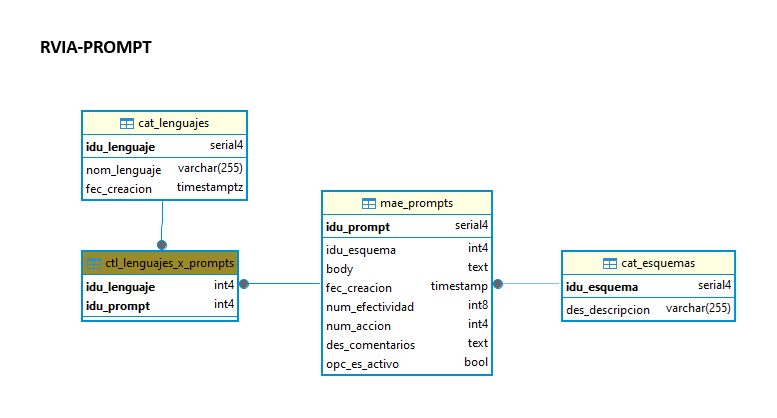 RVIA-PROMPT
cat_lenguajes
idu_lenguaje serial4
nom_lenguaje varchar(255)
fec_creacion timestamptz
ctl_lenguajes_x_prompts
idu_lenguaje int4
idu_prompt int4
mae_prompts
idu_prompt serial4
idu_esquema int4
body text
fec_creacion timestamp
num_efectividad int8
num_accion int4
des_comentarios text
opc_es_activo bool
cat_esquemas
idu_esquema serial4
des_descripcion varchar(255)